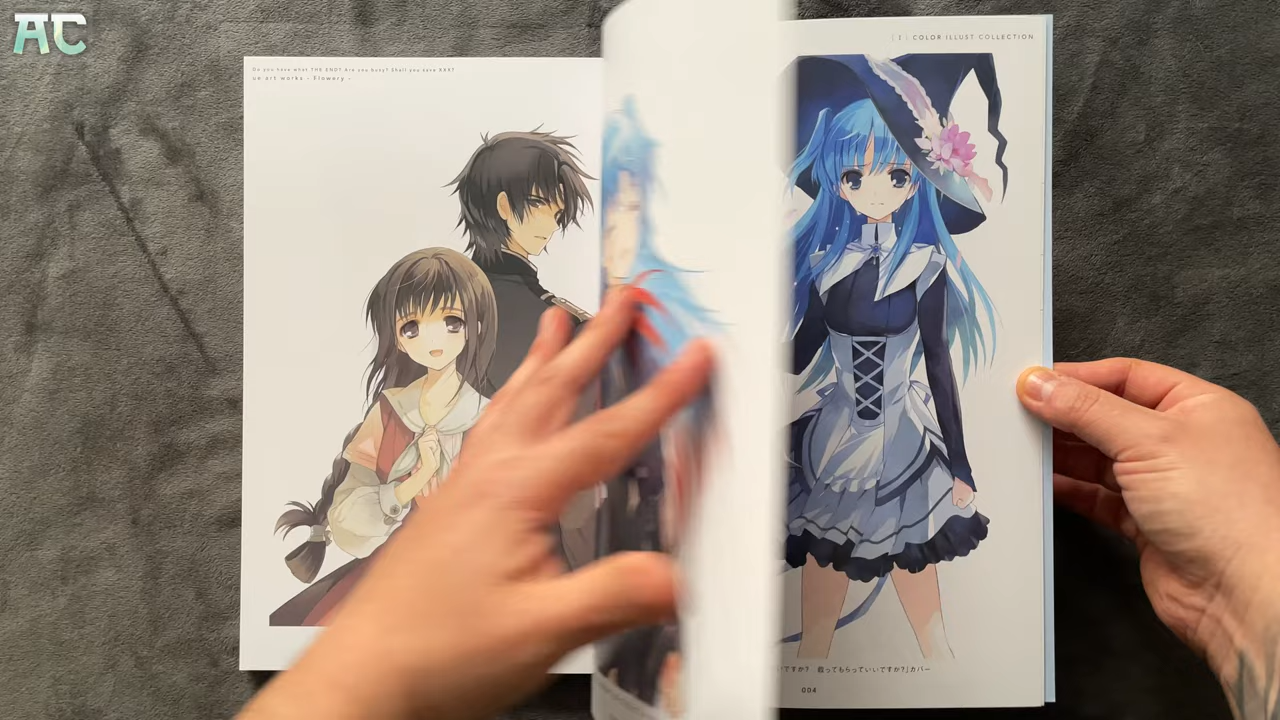 AC
Do you have what THE END? Are you busy? Shall you save XXX?
ue art works - Flowery -
[ I ] COLOR ILLUST COLLECTION
ですか? 救ってもらっていいですか?」カバー
004